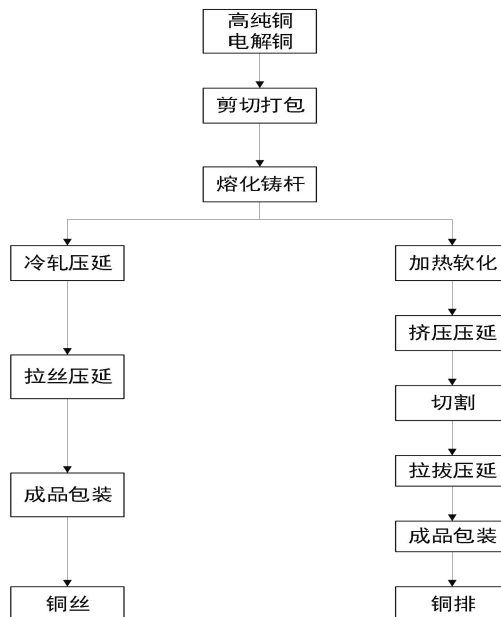 高纯铜
电解铜
剪切打包
熔化铸杆
冷轧压延
加热软化
挤压压延
拉丝压延
切割
拉拔压延
成品包装
成品包装
铜丝
铜排